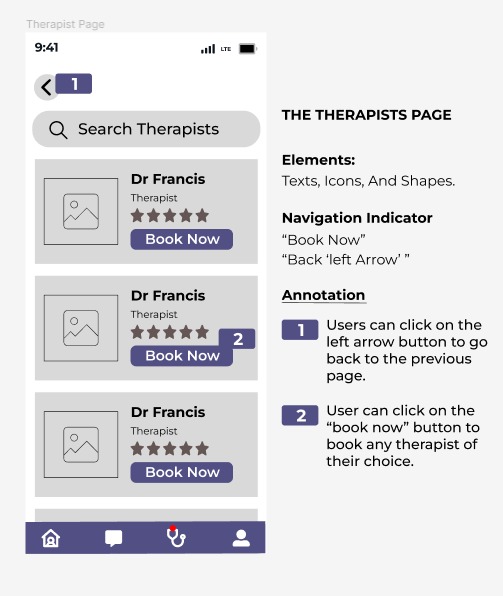 Therapist Page
9:41
LTE
1
Search Therapists
Dr Francis
Therapist
Book Now
Dr Francis
Therapist
2
Book Now
Dr Francis
Therapist
Book Now
THE THERAPISTS PAGE
Elements:
Texts, Icons, And Shapes.
Navigation Indicator
“Book Now”
“Back ‘left Arrow’ ”
Annotation
1
Users can click on the
left arrow button to go
back to the previous
page.
2
User can click on the
“book now” button to
book any therapist of
their choice.